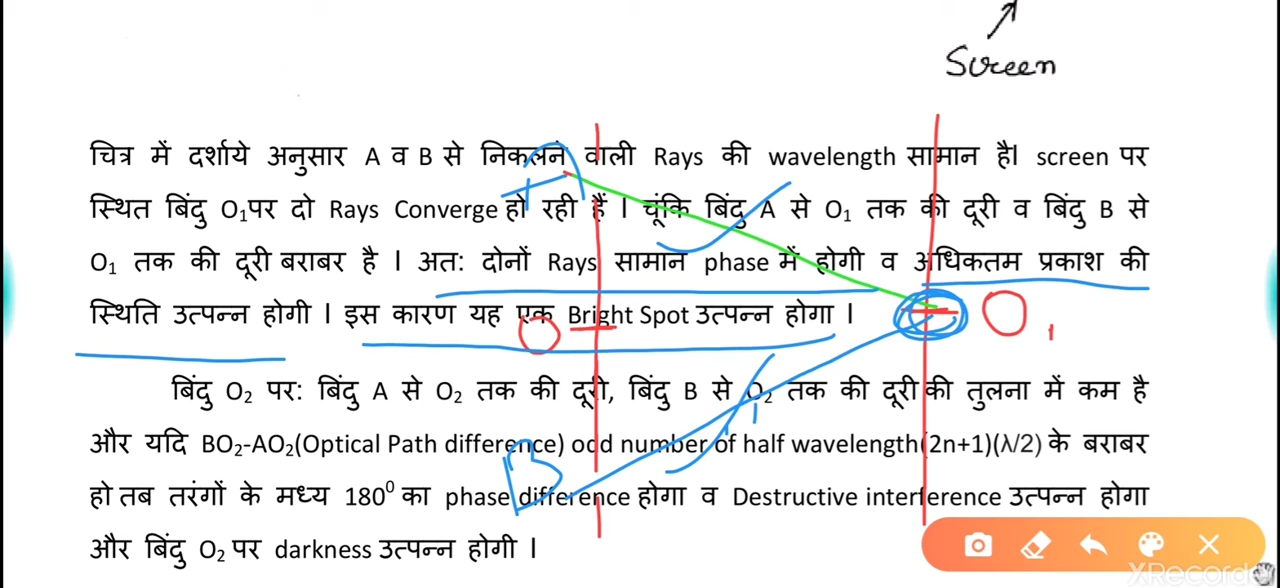 Screen
चित्र में दर्शाये अनुसार A व B से निकलने वाली Rays की wavelength सामान है। screen पर
स्थित बिंदु O₁पर दो Rays Converge हो रही हैं । चूंकि बिंदु A से O₁ तक की दूरी व बिंदु B से
O₁ तक की दूरी बराबर है । अत: दोनों Rays सामान phase में होगी व अधिकतम प्रकाश की
स्थिति उत्पन्न होगी । इस कारण यह एक Bright Spot उत्पन्न होगा ।
O
O₁
बिंदु O₂ पर: बिंदु A से O₂ तक की दूरी, बिंदु B से O₂ तक की दूरी की तुलना में कम है
और यदि BO₂-AO₂(Optical Path difference) odd number of half wavelength(2n+1)(λ/2) के बराबर
B
हो तब तरंगों के मध्य 180⁰ का phase difference होगा व Destructive interference उत्पन्न होगा
और बिंदु O₂ पर darkness उत्पन्न होगी ।
XRecorder